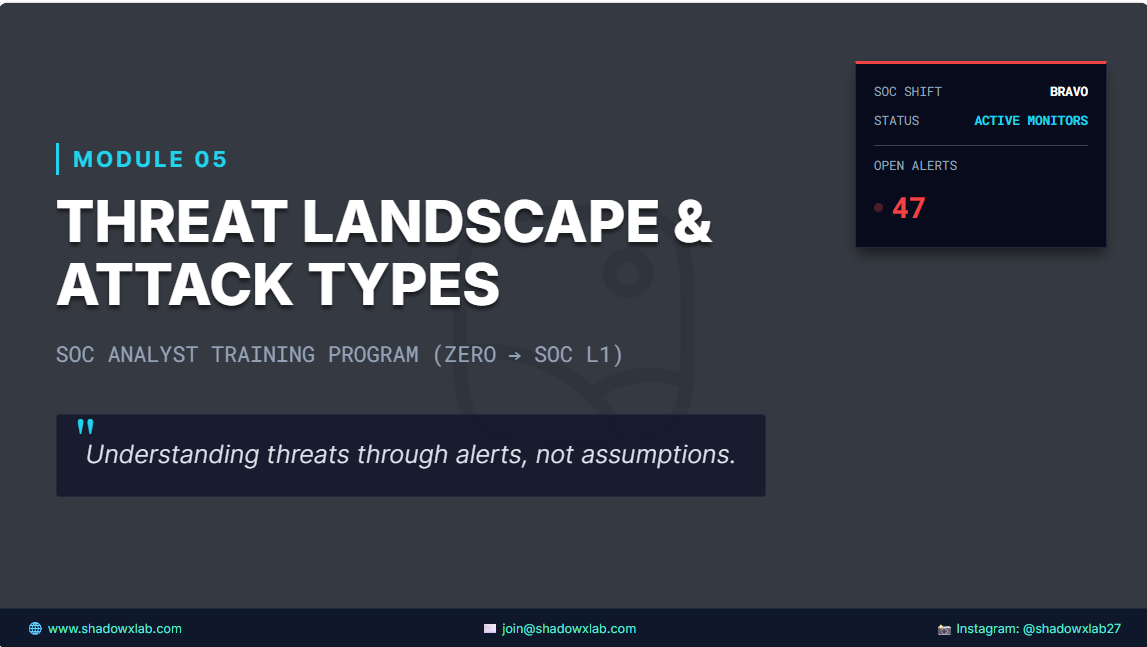 MODULE 05
THREAT LANDSCAPE &
ATTACK TYPES
SOC ANALYST TRAINING PROGRAM (ZERO → SOC L1)
"
Understanding threats through alerts, not assumptions.
SOC SHIFT BRAVO
STATUS ACTIVE MONITORS
OPEN ALERTS
47
www.shadowxlab.com
join@shadowxlab.com
Instagram: @shadowxlab27